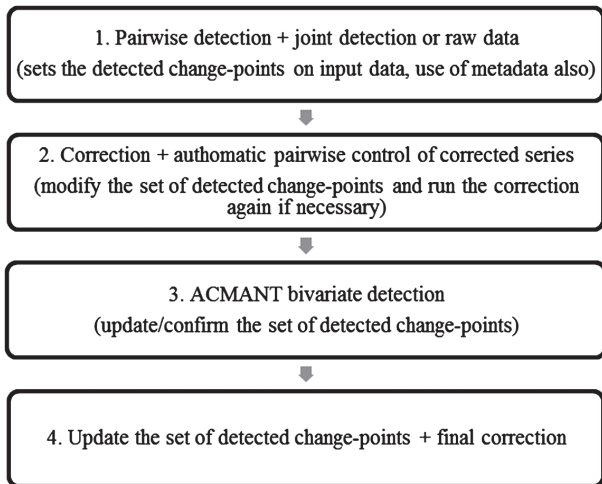 1. Pairwise detection + joint detection or raw data
(sets the detected change-points on input data, use of metadata also)
2. Correction + authomatic pairwise control of corrected series
(modify the set of detected change-points and run the correction
again if necessary)
3. ACMANT bivariate detection
(update/confirm the set of detected change-points)
4. Update the set of detected change-points + final correction